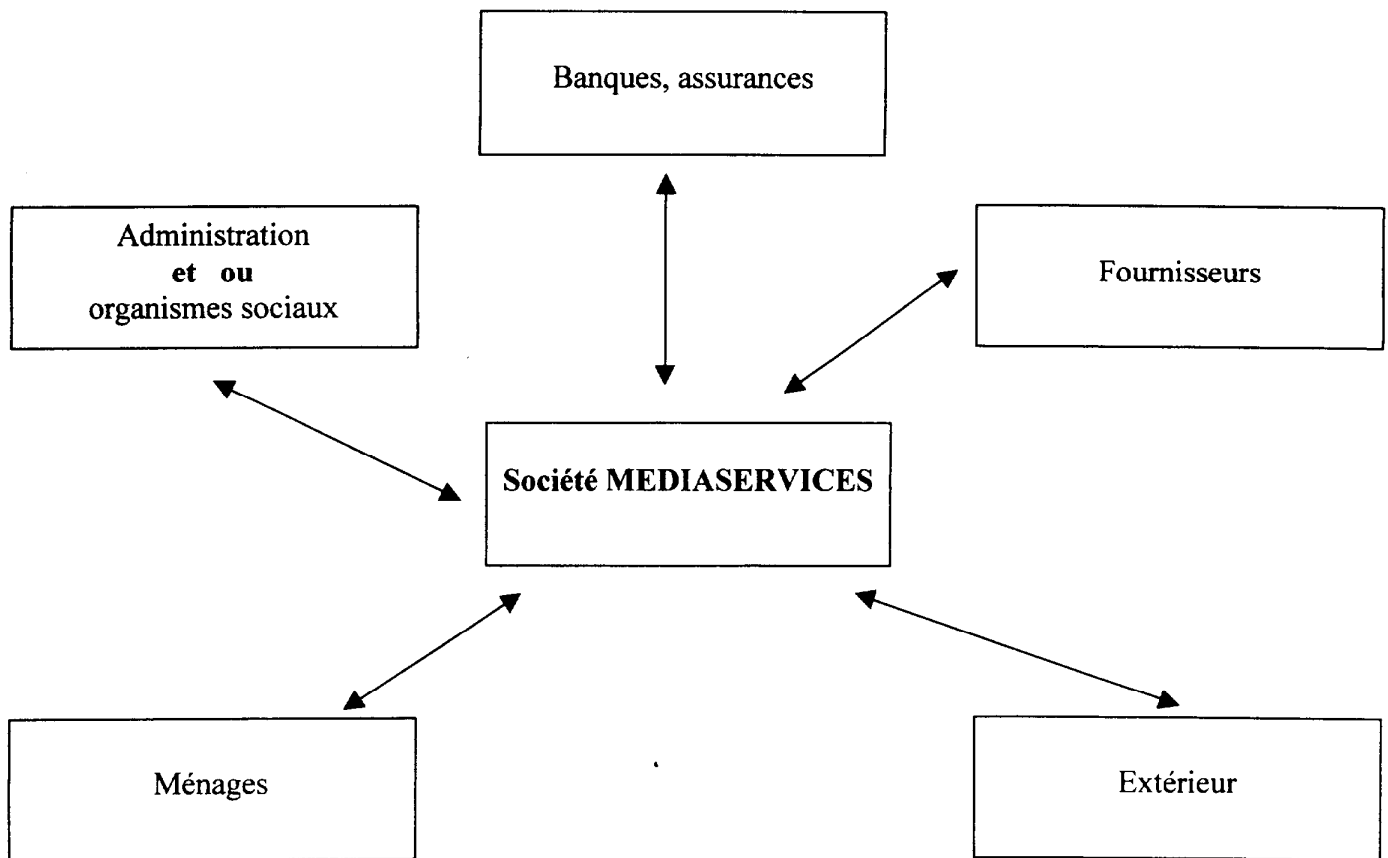 Banques, assurances
Administration
et ou
organismes sociaux
Fournisseurs
Société MEDIASERVICES
Ménages
Extérieur